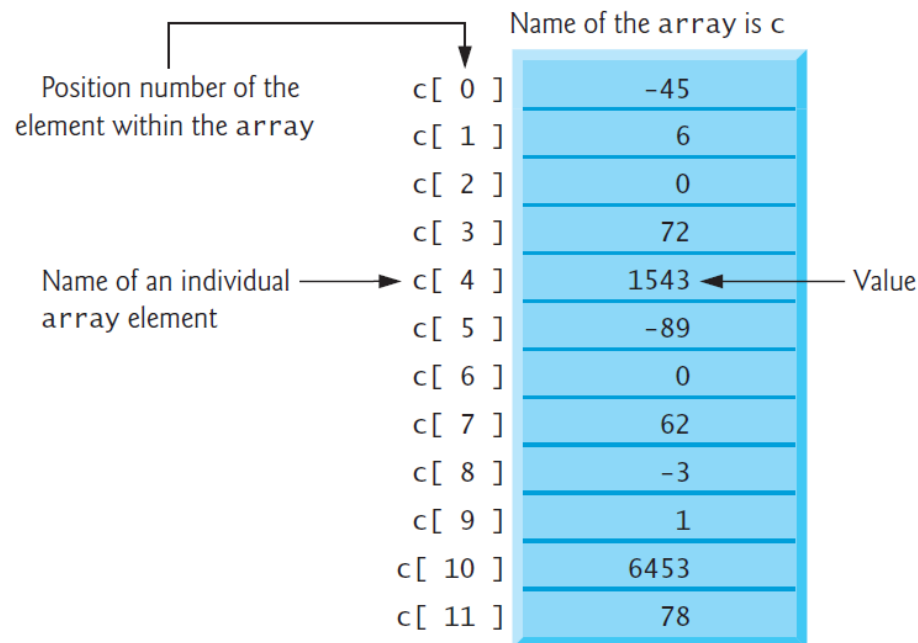 Name of the array is c
Position number of the
element within the array
c[ 0 ] -45
c[ 1 ] 6
c[ 2 ] 0
c[ 3 ] 72
Name of an individual
array element
c[ 4 ] 1543
Value
c[ 5 ] -89
c[ 6 ] 0
c[ 7 ] 62
c[ 8 ] -3
c[ 9 ] 1
c[ 10 ] 6453
c[ 11 ] 78